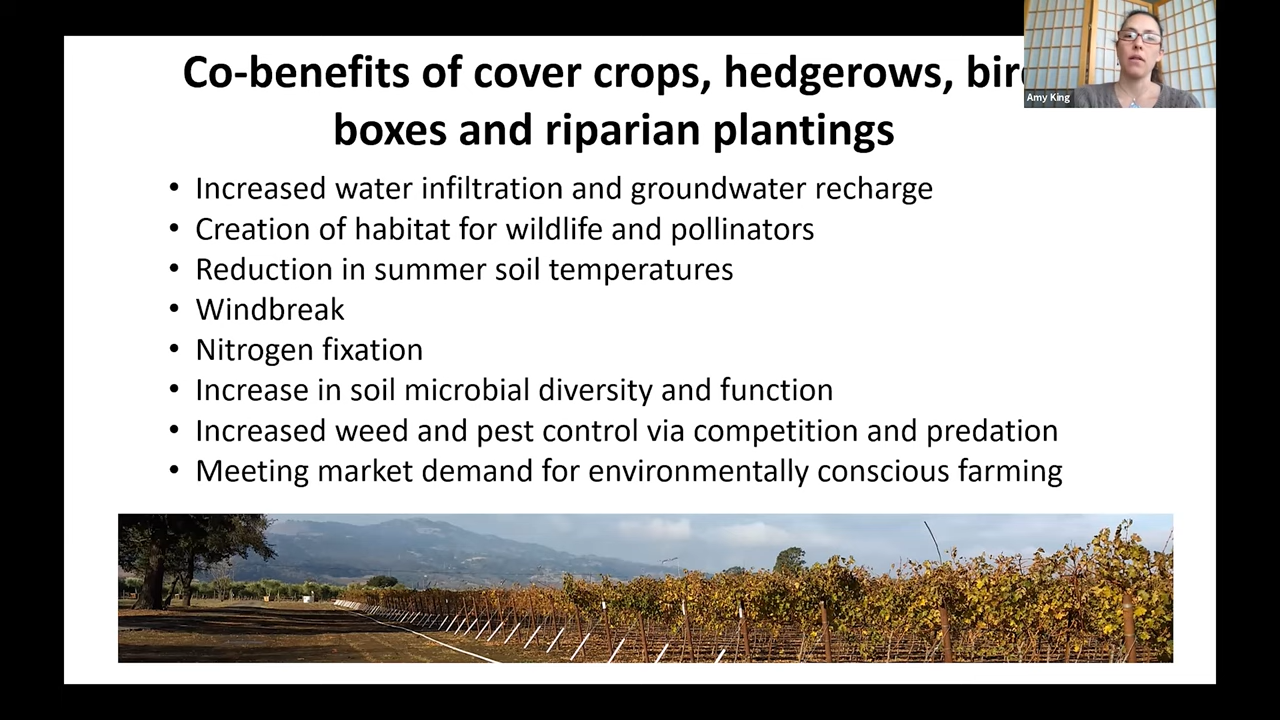 Co-benefits of cover crops, hedgerows,
boxes and riparian plantings
Amy King
• Increased water infiltration and groundwater recharge
• Creation of habitat for wildlife and pollinators
• Reduction in summer soil temperatures
• Windbreak
• Nitrogen fixation
• Increase in soil microbial diversity and function
• Increased weed and pest control via competition and predation
• Meeting market demand for environmentally conscious farming